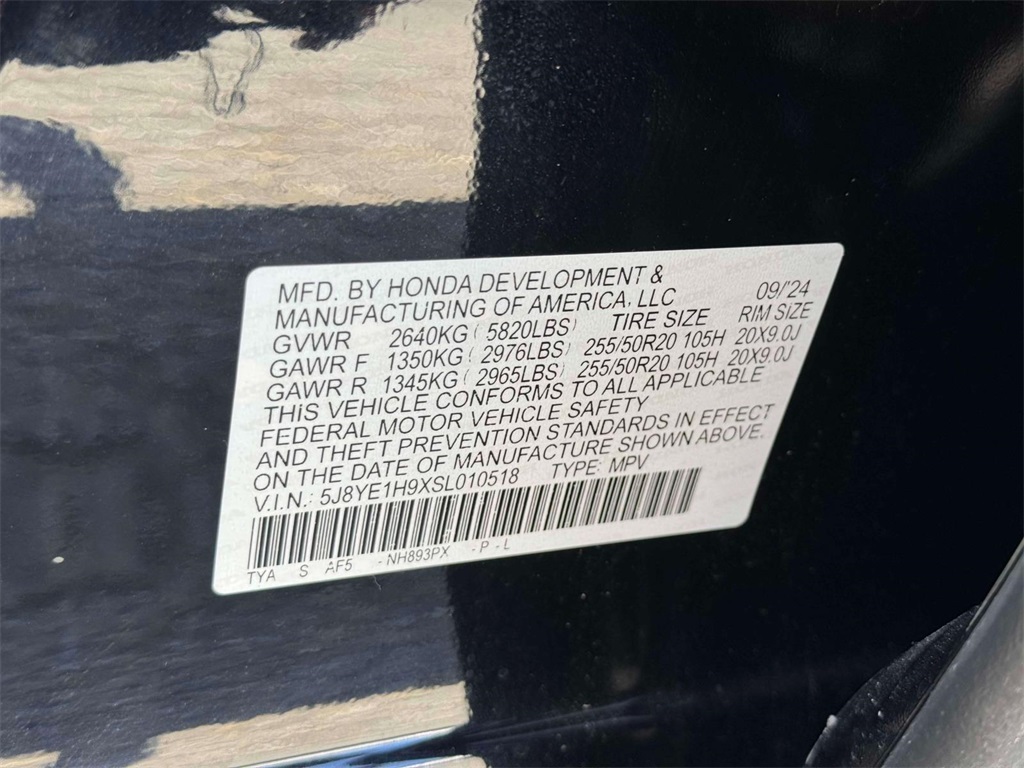 MFD. BY HONDA DEVELOPMENT &
MANUFACTURING OF AMERICA, LLC 09/'24
GVWR 2640KG ( 5820LBS) TIRE SIZE RIM SIZE
GAWR F 1350KG ( 2976LBS) 255/50R20 105H 20X9.0J
GAWR R 1345KG ( 2965LBS) 255/50R20 105H 20X9.0J
THIS VEHICLE CONFORMS TO ALL APPLICABLE
FEDERAL MOTOR VEHICLE SAFETY
AND THEFT PREVENTION STANDARDS IN EFFECT
ON THE DATE OF MANUFACTURE SHOWN ABOVE.
V.I.N.: 5J8YE1H9XSL010518 TYPE: MPV
TYA S AF5 -NH893PX -P-L